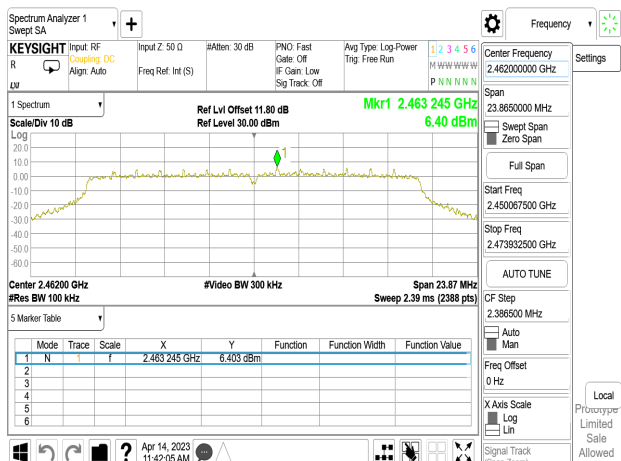 Spectrum Analyzer 1
Swept SA
Frequency
KEYSIGHT
R
Input: RF
Coupling: DC
Align: Auto
Input Z: 50 Ω
Freq Ref: Int (S)
#Atten: 30 dB
PNO: Fast
Gate: Off
IF Gain: Low
Sig Track: Off
Avg Type: Log-Power
Trig: Free Run
1 2 3 4 5 6
M W W W W W
P N N N N N
1 Spectrum
Scale/Div 10 dB
Ref Lvl Offset 11.80 dB
Ref Level 30.00 dBm
Mkr1 2.463 245 GHz
6.40 dBm
Log
20.0
10.0
0.00
-10.0
-20.0
-30.0
-40.0
-50.0
-60.0
1
Center 2.46200 GHz
#Res BW 100 kHz
#Video BW 300 kHz
Span 23.87 MHz
Sweep 2.39 ms (2388 pts)
5 Marker Table
Mode Trace Scale X Y Function Function Width Function Value
1 N 1 f 2.463 245 GHz 6.403 dBm
2
3
4
5
6
Apr 14, 2023
11:42:05 AM
Center Frequency
2.462000000 GHz
Span
23.8650000 MHz
Swept Span
Zero Span
Full Span
Start Freq
2.450067500 GHz
Stop Freq
2.473932500 GHz
AUTO TUNE
CF Step
2.386500 MHz
Auto
Man
Freq Offset
0 Hz
X Axis Scale
Log
Lin
Signal Track
Settings
Local
Prototype
Limited
Sale
Allowed